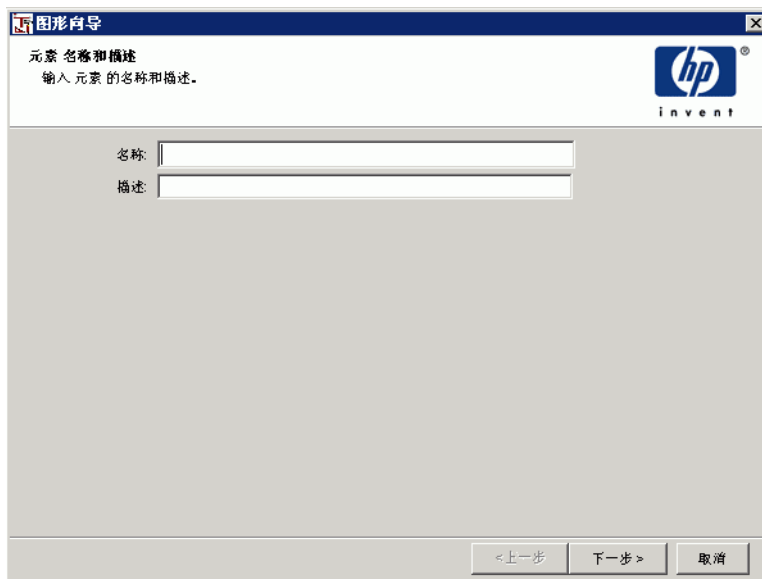 图形向导
元素 名称和描述
输入 元素 的名称和描述。
hp ®
invent
名称:
描述:
<上一步 下一步> 取消